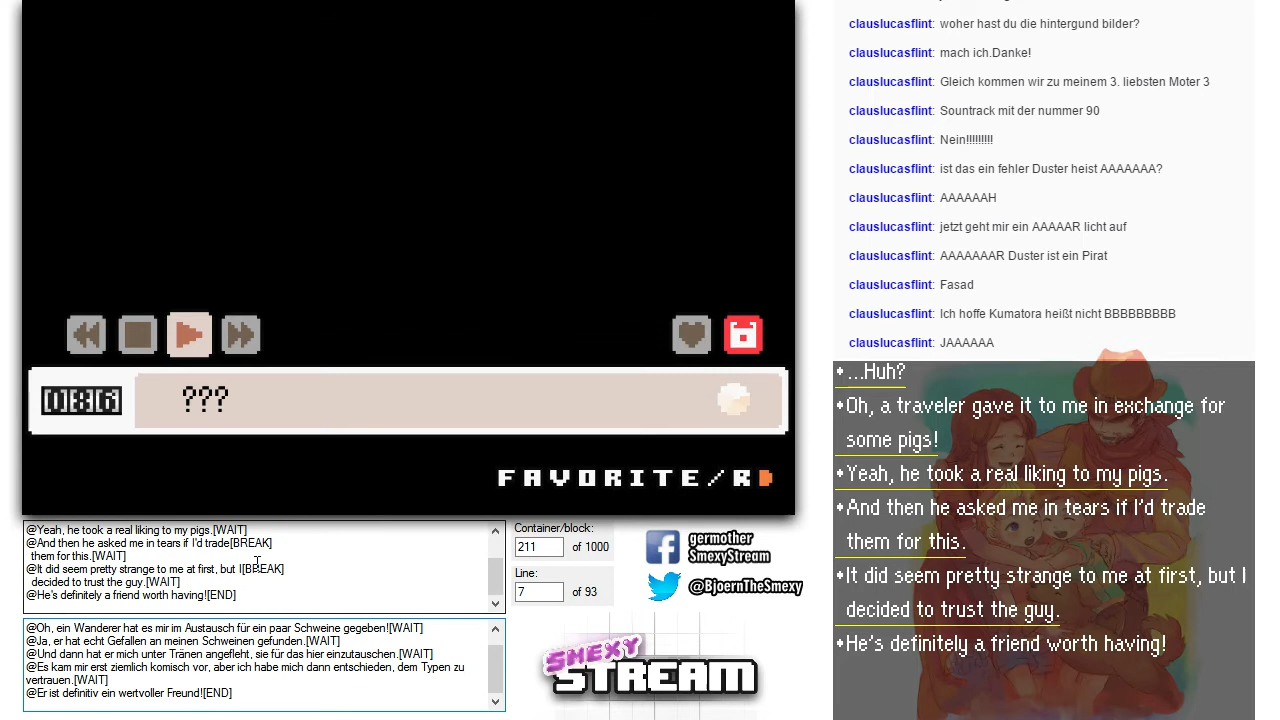 clauslucasflint: woher hast du die hintergund bilder?
clauslucasflint: mach ich.Danke!
clauslucasflint: Gleich kommen wir zu meinem 3. liebsten Moter 3
clauslucasflint: Sountrack mit der nummer 90
clauslucasflint: Nein!!!!!!!!!
clauslucasflint: ist das ein fehler Duster heist AAAAAAA?
clauslucasflint: AAAAAAH
clauslucasflint: jetzt geht mir ein AAAAAR licht auf
clauslucasflint: AAAAAAAR Duster ist ein Pirat
clauslucasflint: Fasad
clauslucasflint: Ich hoffe Kumatora heißt nicht BBBBBBBBB
clauslucasflint: JAAAAAA
086 ???
FAVORITE/R
@Yeah, he took a real liking to my pigs.[WAIT]
@And then he asked me in tears if I'd trade[BREAK]
them for this.[WAIT]
@It did seem pretty strange to me at first, but I[BREAK]
decided to trust the guy.[WAIT]
@He's definitely a friend worth having![END]
@Oh, ein Wanderer hat es mir im Austausch für ein paar Schweine gegeben![WAIT]
@Ja, er hat echt Gefallen an meinen Schweinen gefunden.[WAIT]
@Und dann hat er mich unter Tränen angefleht, sie für das hier einzutauschen.[WAIT]
@Es kam mir erst ziemlich komisch vor, aber ich habe mich dann entschieden, dem Typen zu
vertrauen.[WAIT]
@Er ist definitiv ein wertvoller Freund![END]
Container/block:
211 of 1000
Line:
7 of 93
germother
SmexyStream
@BjoernTheSmexy
SMEXY
STREAM
•...Huh?
•Oh, a traveler gave it to me in exchange for
some pigs!
•Yeah, he took a real liking to my pigs.
•And then he asked me in tears if I'd trade
them for this.
•It did seem pretty strange to me at first, but I
decided to trust the guy.
•He's definitely a friend worth having!